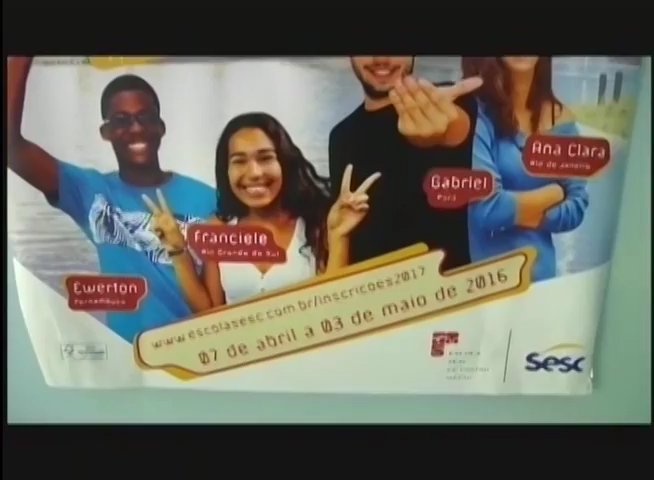 Ana Clara
Rio de Janeiro
Gabriel
Pará
Franciele
Rio Grande do Sul
Ewerton
Pernambuco
www.escolasesc.com.br/inscricoes2017
07 de abril a 03 de maio de 2016
Sesc